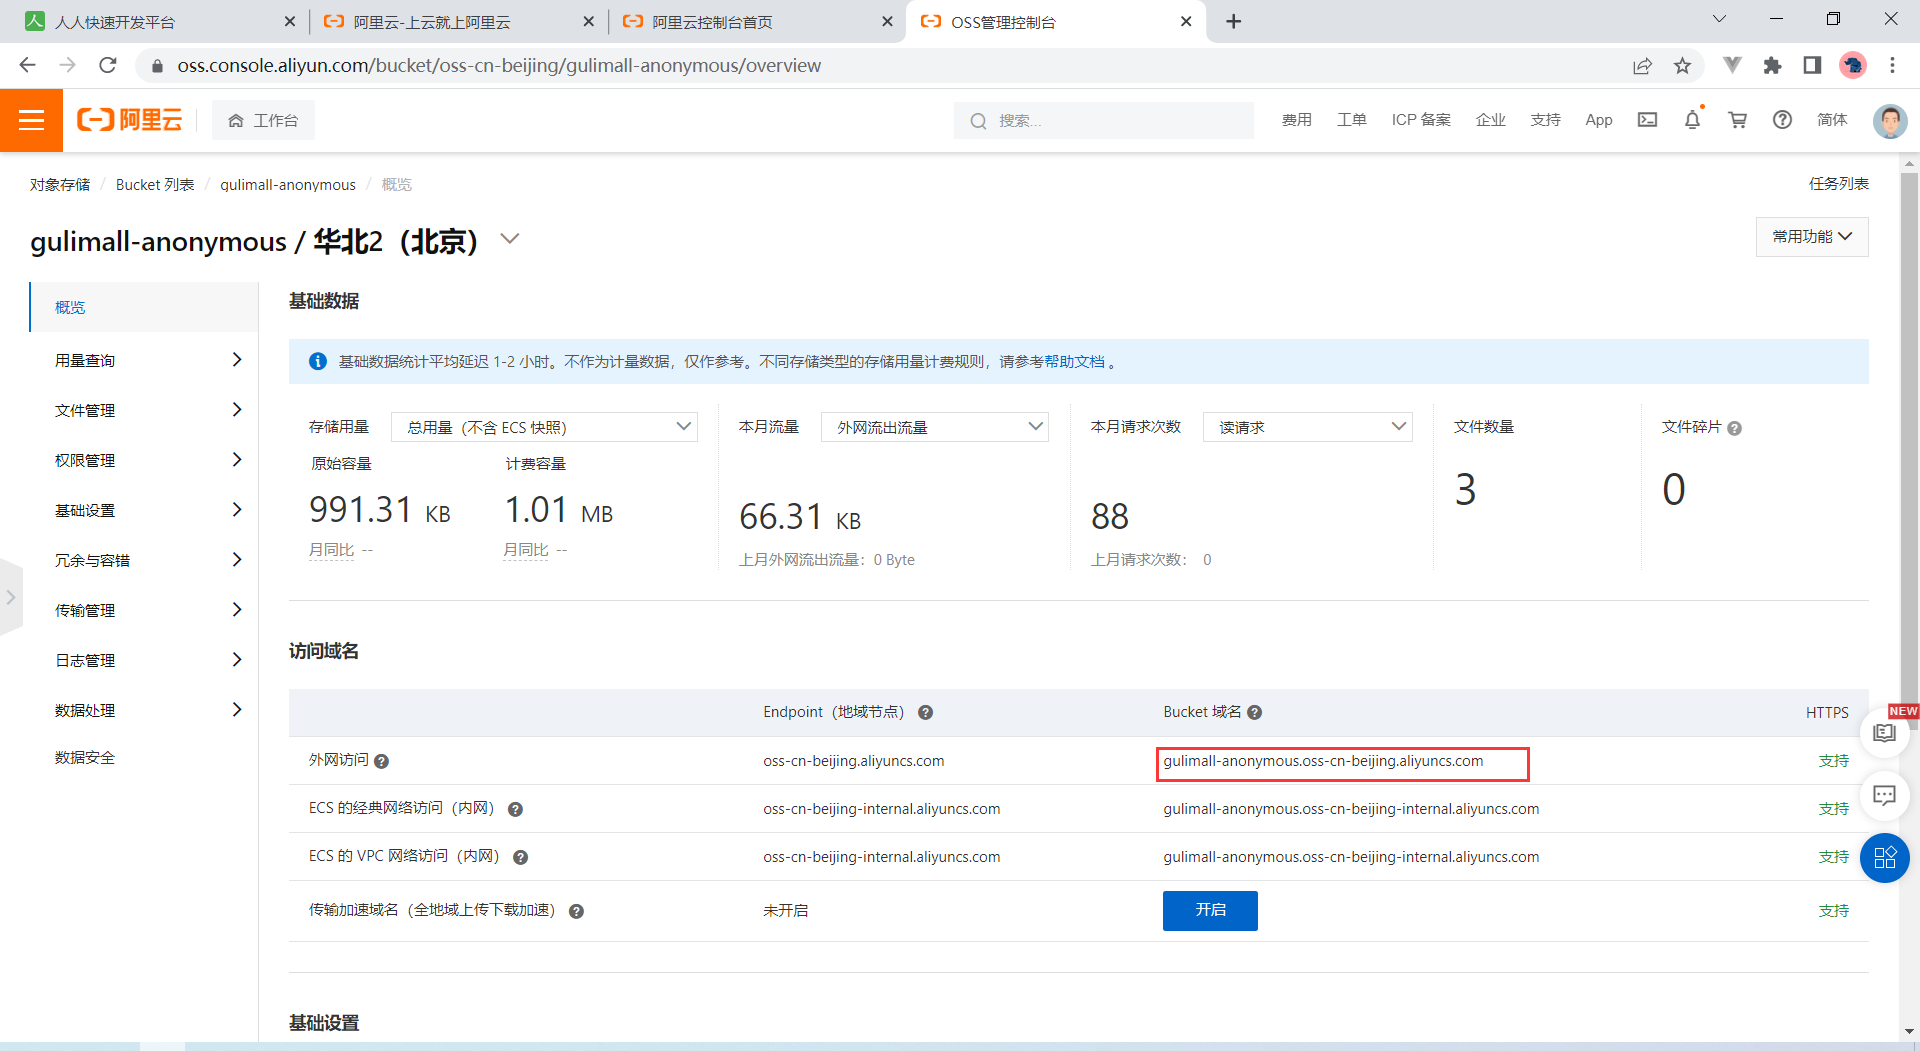 人人快速开发平台
阿里云-上云就上阿里云
阿里云控制台首页
OSS管理控制台
oss.console.aliyun.com/bucket/oss-cn-beijing/gulimall-anonymous/overview
阿里云
工作台
搜索...
费用
工单
ICP 备案
企业
支持
App
简体
对象存储 / Bucket 列表 / gulimall-anonymous / 概览
任务列表
gulimall-anonymous / 华北2（北京）
常用功能
概览
用量查询
文件管理
权限管理
基础设置
冗余与容错
传输管理
日志管理
数据处理
数据安全
基础数据
基础数据统计平均延迟 1-2 小时。不作为计量数据，仅作参考。不同存储类型的存储用量计费规则，请参考帮助文档 。
存储用量
总用量（不含 ECS 快照）
原始容量
计费容量
991.31 KB
1.01 MB
月同比 --
月同比 --
本月流量
外网流出流量
66.31 KB
上月外网流出流量： 0 Byte
本月请求次数
读请求
88
上月请求次数： 0
文件数量
3
文件碎片
0
访问域名
Endpoint（地域节点）
Bucket 域名
HTTPS
外网访问
oss-cn-beijing.aliyuncs.com
gulimall-anonymous.oss-cn-beijing.aliyuncs.com
支持
ECS 的经典网络访问（内网）
oss-cn-beijing-internal.aliyuncs.com
gulimall-anonymous.oss-cn-beijing-internal.aliyuncs.com
支持
ECS 的 VPC 网络访问（内网）
oss-cn-beijing-internal.aliyuncs.com
gulimall-anonymous.oss-cn-beijing-internal.aliyuncs.com
支持
传输加速域名（全地域上传下载加速）
未开启
开启
支持
NEW
基础设置